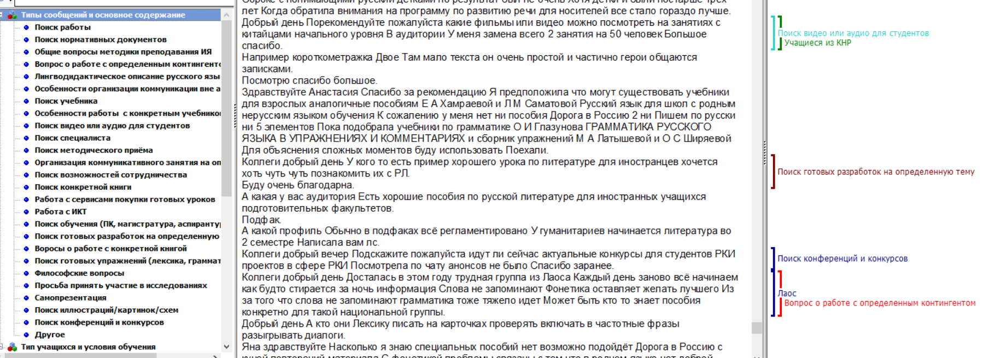 Типы сообщений и основное содержание
Поиск работы
Поиск нормативных документов
Общие вопросы методики преподавания ИЯ
Вопрос о работе с определенным контингенто
Лингводидактическое описание русского язы
Особенности организации коммуникации вне а
Поиск учебника
Особенности работы с конкретным учебнико
Поиск видео или аудио для студентов
Поиск специалиста
Поиск методического приёма
Организация коммуникативного занятия на оп
Поиск возможностей сотрудничества
Поиск конкретной книги
Работа с сервисами покупки готовых уроков
Работа с ИКТ
Поиск обучения (ПК, магистратура, аспиранту
Поиск готовых разработок на определенную
Воросы о работе с конкретной книгой
Поиск готовых упражнений (лексика, граммат
Философские вопросы
Просьба принять участие в исследованиях
Самопрезентация
Поиск иллюстраций/картинок/схем
Поиск конференций и конкурсов
Другое
Тип учащихся и условия обучения
лет Когда обратила внимания на программу по развитию речи для носителей все стало гораздо лучше.
Добрый день Порекомендуйте пожалуйста какие фильмы или видео можно посмотреть на занятиях с
китайцами начального уровня В аудитории У меня замена всего 2 занятия на 50 человек Большое
спасибо.
Например короткометражка Двое Там мало текста он очень простой и частично герои общаются
записками.
Посмотрю спасибо большое.
Здравствуйте Анастасия Спасибо за рекомендацию Я предположила что могут существовать учебники
для взрослых аналогичные пособиям Е А Хамраевой и Л М Саматовой Русский язык для школ с родным
нерусским языком обучения К сожалению у меня нет ни пособия Дорога в Россию 2 ни Пишем по русски
ни 5 элементов Пока подобрала учебники по грамматике О И Глазунова ГРАММАТИКА РУССКОГО
ЯЗЫКА В УПРАЖНЕНИЯХ И КОММЕНТАРИЯХ и сборник упражнений М А Латышевой и О С Ширяевой
Для объяснения сложных моментов буду использовать Поехали.
Коллеги добрый день У кого то есть пример хорошего урока по литературе для иностранцев хочется
хоть чуть чуть познакомить их с РЛ.
Буду очень благодарна.
А какая у вас аудитория Есть хорошие пособия по русской литературе для иностранных учащихся
подготовительных факультетов.
Подфак.
А какой профиль Обычно в подфаках всё регламентировано У гуманитариев начинается литература во
2 семестре Написала вам лс.
Коллеги добрый вечер Подскажите пожалуйста идут ли сейчас актуальные конкурсы для студентов РКИ
проектов в сфере РКИ Посмотрела по чату анонсов не было Спасибо заранее.
Коллеги добрый день Досталась в этом году трудная группа из Лаоса Каждый день заново всё начинаем
как будто стирается за ночь информация Слова не запоминают Фонетика оставляет желать лучшего Из
за того что слова не запоминают грамматика тоже тяжело идет Может быть кто то знает пособия
конкретно для такой национальной группы.
Добрый день А кто они Лексику писать на карточках проверять включать в частотные фразы
разыгрывать диалоги.
Яна здравствуйте Насколько я знаю специальных пособий нет возможно подойдёт Дорога в Россию с
Поиск видео или аудио для студентов
Учащиеся из КНР
Поиск готовых разработок на определенную тему
Поиск конференций и конкурсов
Лаос
Вопрос о работе с определенным контингентом